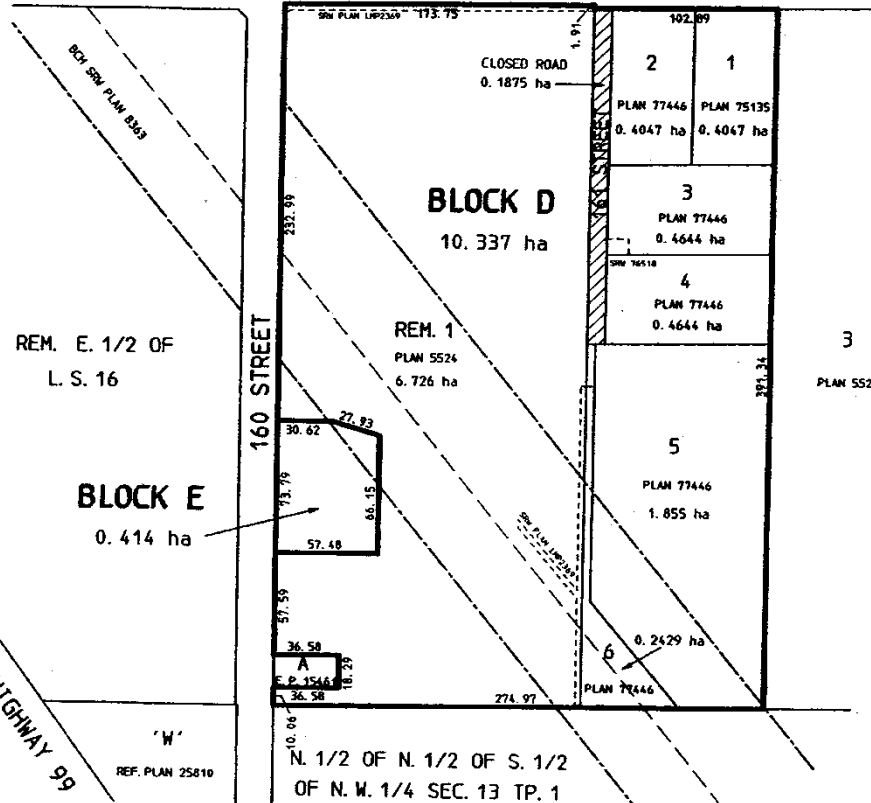 SRW PLAN LMP2369
173.75
1.91
102.89
BCH SRW PLAN 8363
CLOSED ROAD
0.1875 ha
2
PLAN 77446
0.4047 ha
1
PLAN 75135
0.4047 ha
161 STREET
232.99
BLOCK D
10.337 ha
3
PLAN 77446
0.4644 ha
SRW 76518
4
PLAN 77446
0.4644 ha
REM. E. 1/2 OF
L. S. 16
160 STREET
REM. 1
PLAN 5524
6.726 ha
391.34
3
PLAN 552
30.62
27.93
73.79
66.15
57.48
BLOCK E
0.414 ha
5
PLAN 77446
1.855 ha
SRW PLAN LMP2369
57.59
36.58
A
E. P. 15461
18.29
36.58
10.06
274.97
6
0.2429 ha
PLAN 77446
HIGHWAY 99
'W'
REF. PLAN 25810
N. 1/2 OF N. 1/2 OF S. 1/2
OF N. W. 1/4 SEC. 13 TP. 1